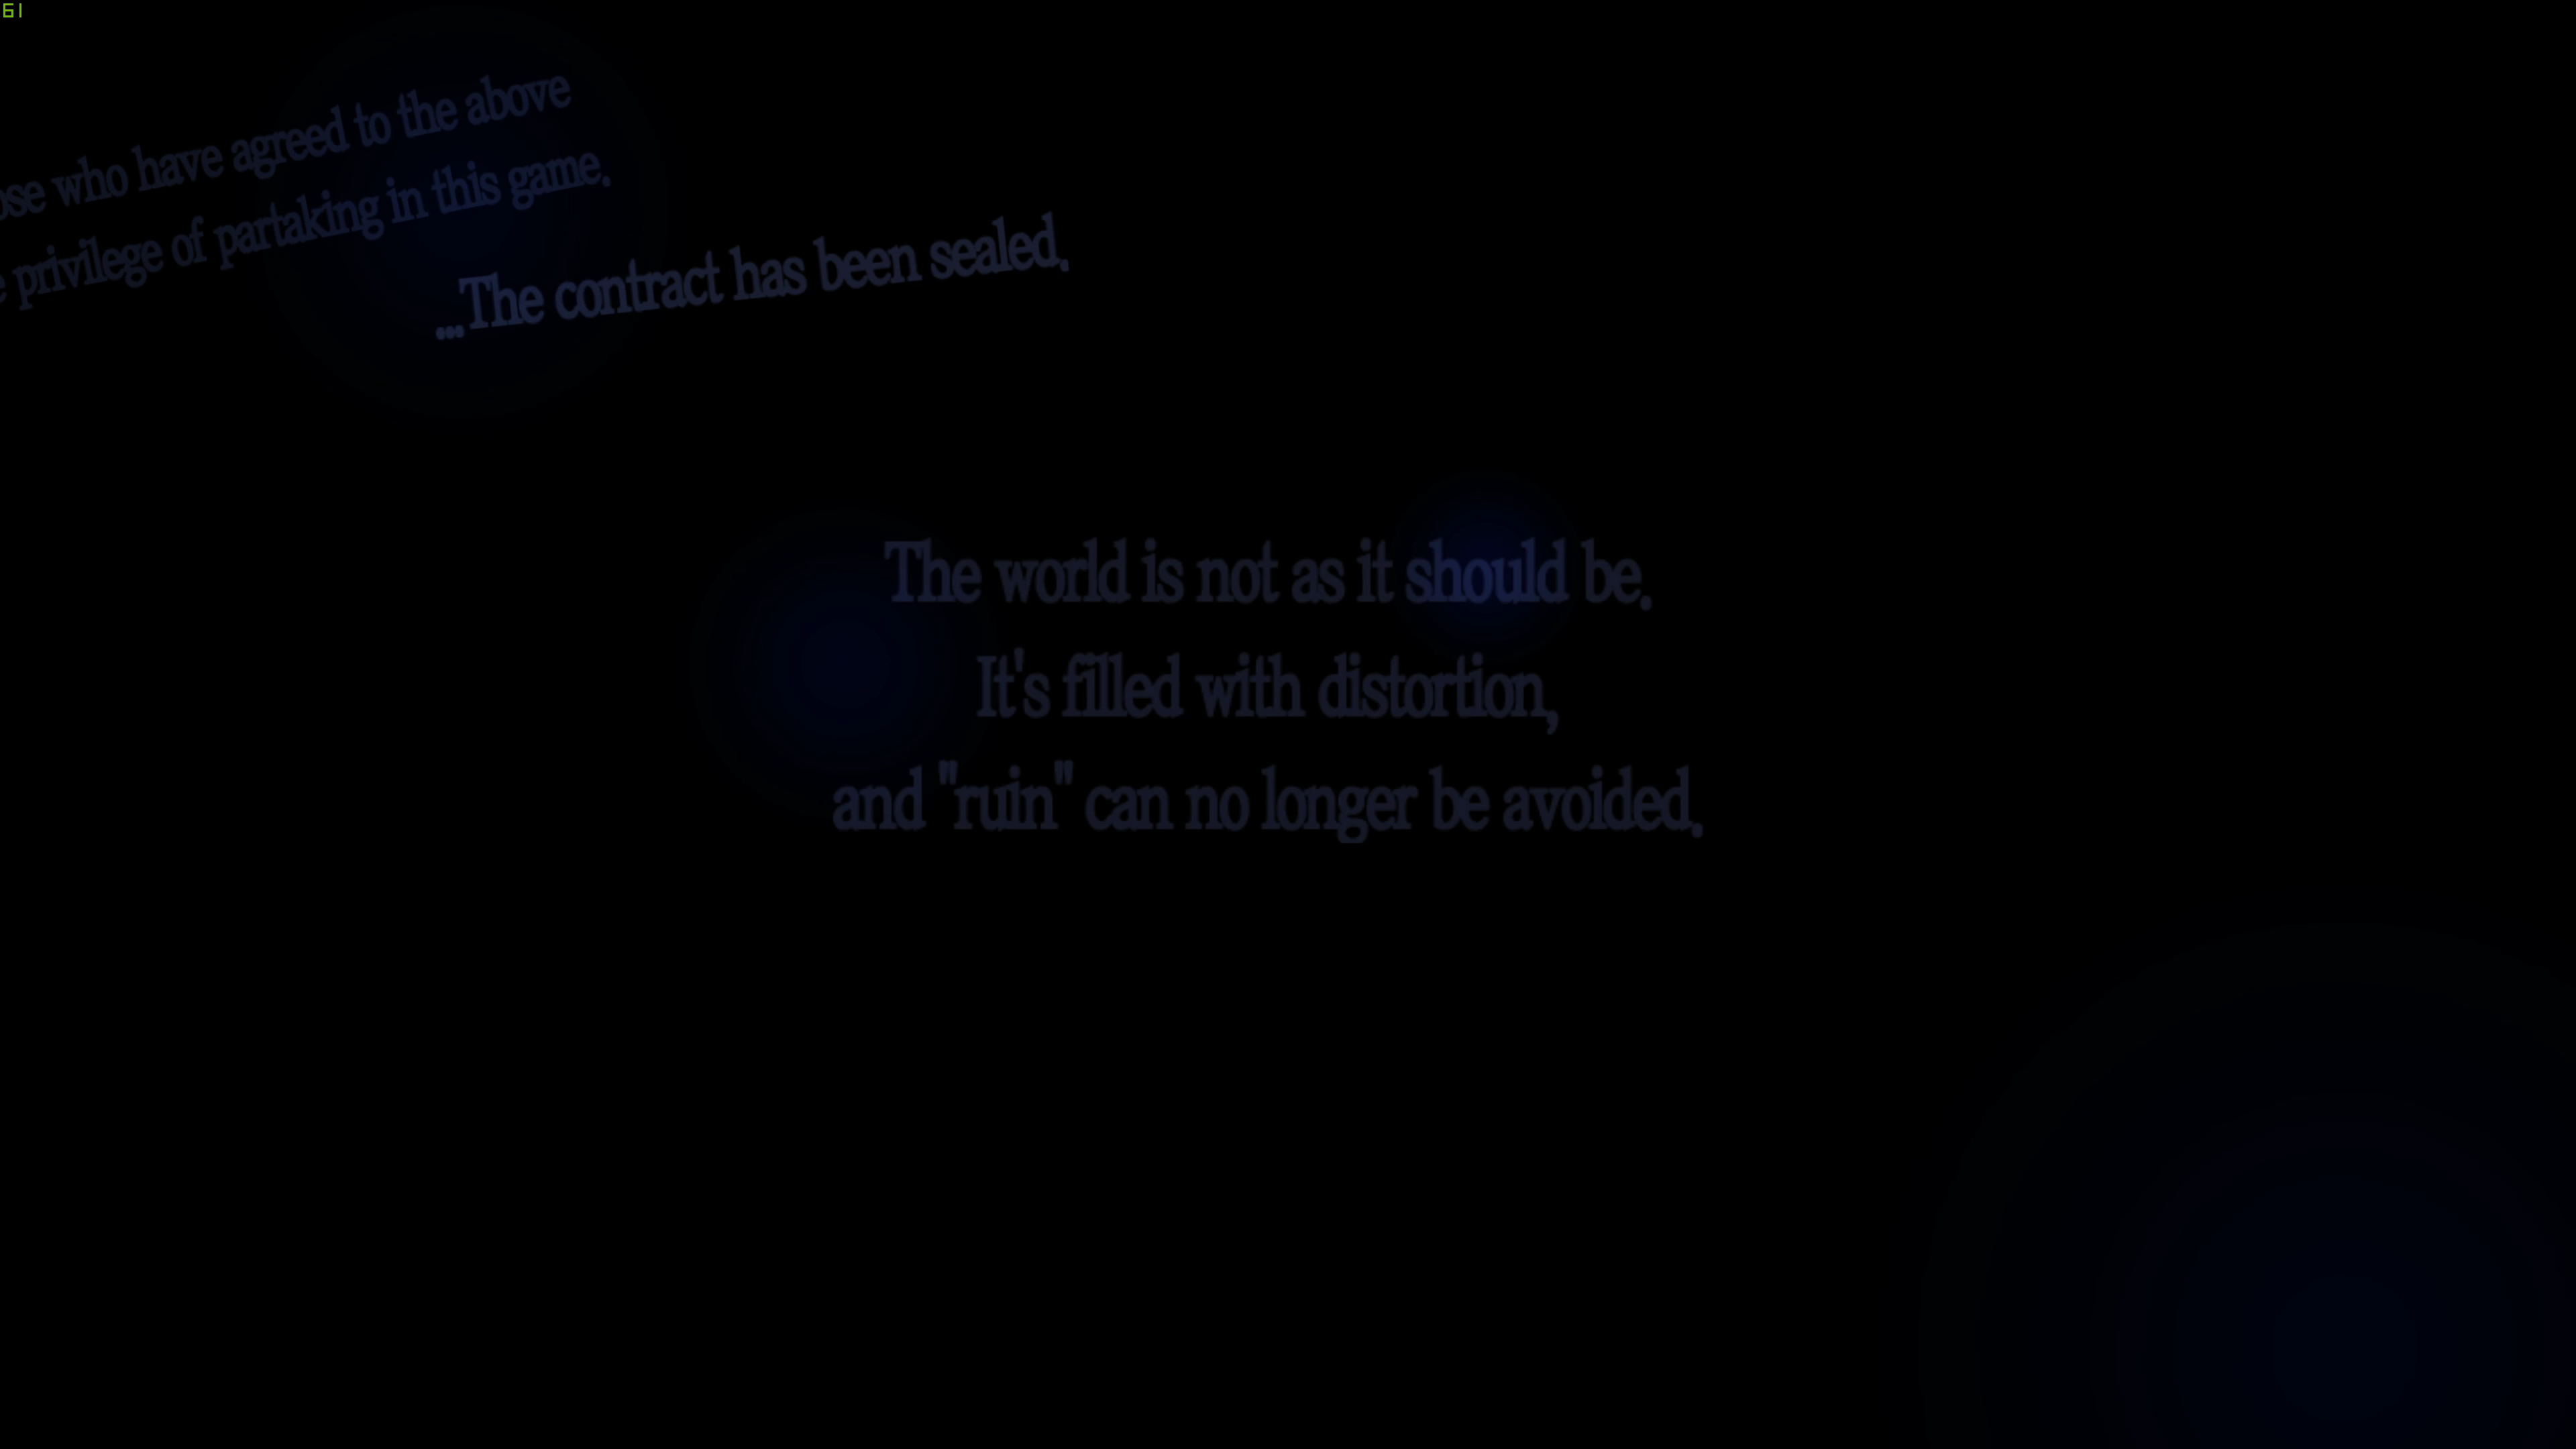 61
who have agreed to the above
privilege of partaking in this game.
...The contract has been sealed.
The world is not as it should be.
It's filled with distortion,
and "ruin" can no longer be avoided.